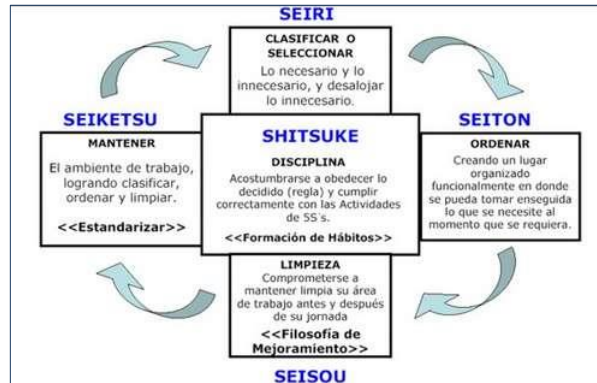 SEIRI
CLASIFICAR O
SELECCIONAR
Lo necesario y lo
innecesario, y desalojar
lo innecesario.
SEIKETSU
MANTENER
El ambiente de trabajo,
logrando clasificar,
ordenar y limpiar.
<<Estandarizar>>
SHITSUKE
DISCIPLINA
Acostumbrarse a obedecer lo
decidido (regla) y cumplir
correctamente con las Actividades
de 5S´s.
<<Formación de Hábitos>>
SEITON
ORDENAR
Creando un lugar
organizado
funcionalmente en donde
se pueda tomar enseguida
lo que se necesite al
momento que se requiera.
LIMPIEZA
Comprometerse a
mantener limpia su área
de trabajo antes y después
de su jornada
<<Filosofía de
Mejoramiento>>
SEISOU